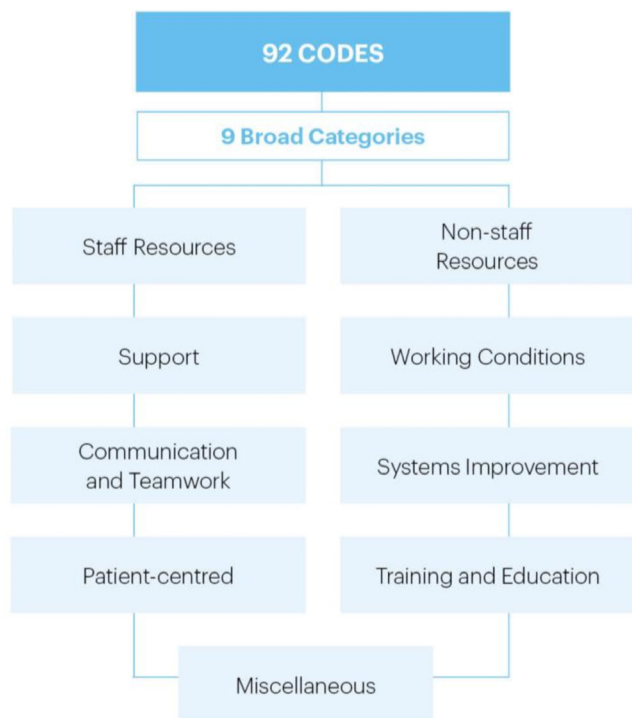 92 CODES
9 Broad Categories
Staff Resources
Non-staff
Resources
Support
Working Conditions
Communication
and Teamwork
Systems Improvement
Patient-centred
Training and Education
Miscellaneous